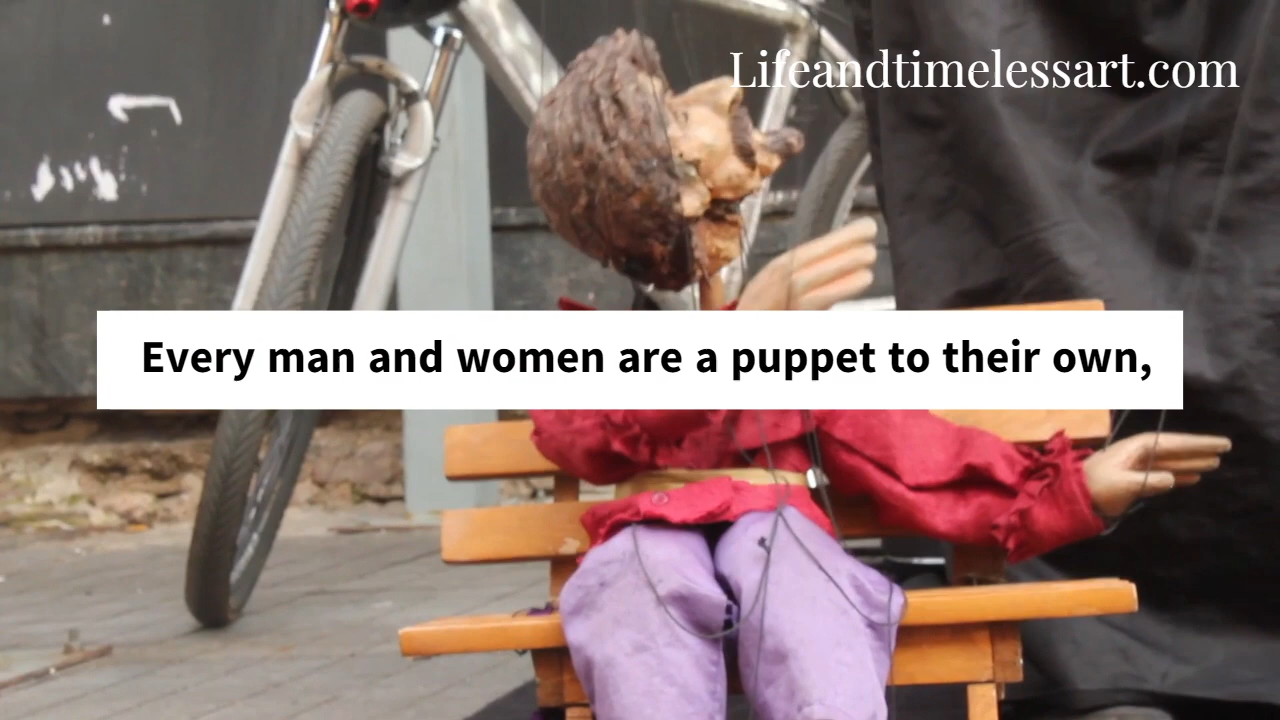 Lifeandtimelessart.com
Every man and women are a puppet to their own,